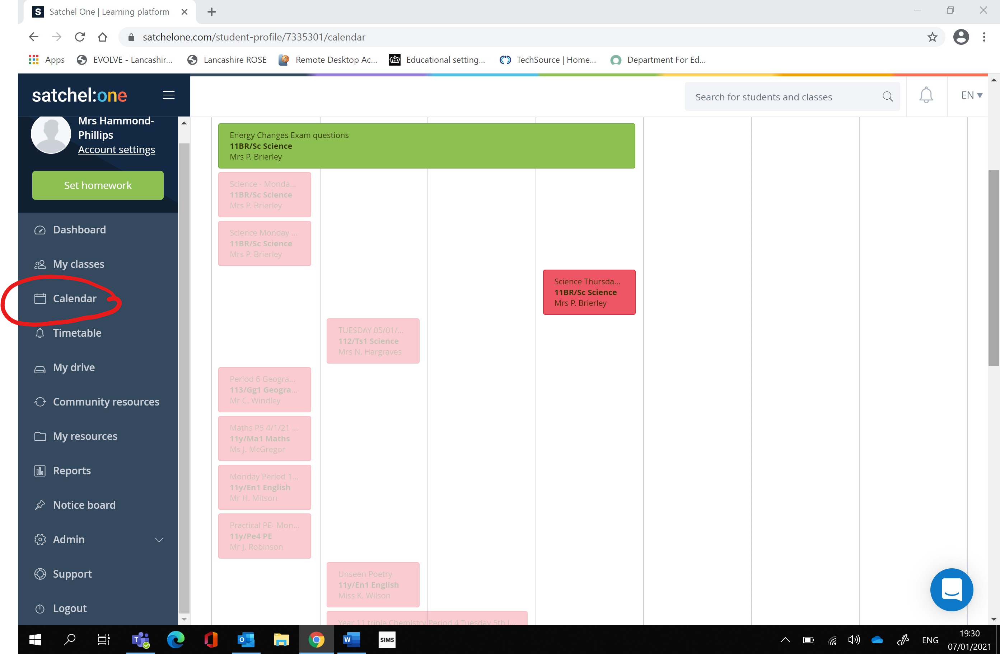 S Satchel One | Learning platform
satchelone.com/student-profile/7335301/calendar
Apps EVOLVE - Lancashir... Lancashire ROSE Remote Desktop Ac... Educational setting... TechSource | Home... Department For Ed...
satchel:one
Search for students and classes
EN
Mrs Hammond-
Phillips
Account settings
Set homework
Dashboard
My classes
Calendar
Timetable
My drive
Community resources
My resources
Reports
Notice board
Admin
Support
Logout
Energy Changes Exam questions
11BR/Sc Science
Mrs P. Brierley
Science - Monda...
11BR/Sc Science
Mrs P. Brierley
Science Monday ...
11BR/Sc Science
Mrs P. Brierley
Science Thursda...
11BR/Sc Science
Mrs P. Brierley
TUESDAY 05/01/...
112/Ts1 Science
Mrs N. Hargraves
Period 6 Geogra...
113/Gg1 Geogra...
Mr C. Windley
Maths P5 4/1/21 ...
11y/Ma1 Maths
Ms J. McGregor
Monday Period 1...
11y/En1 English
Mr H. Mitson
Practical PE- Mon...
11y/Pe4 PE
Mr J. Robinson
Unseen Poetry
11y/En1 English
Miss K. Wilson
Year 11 triple Chemistry Period 4 Tuesday 5th
T O W SIMS
ENG
19:30
07/01/2021